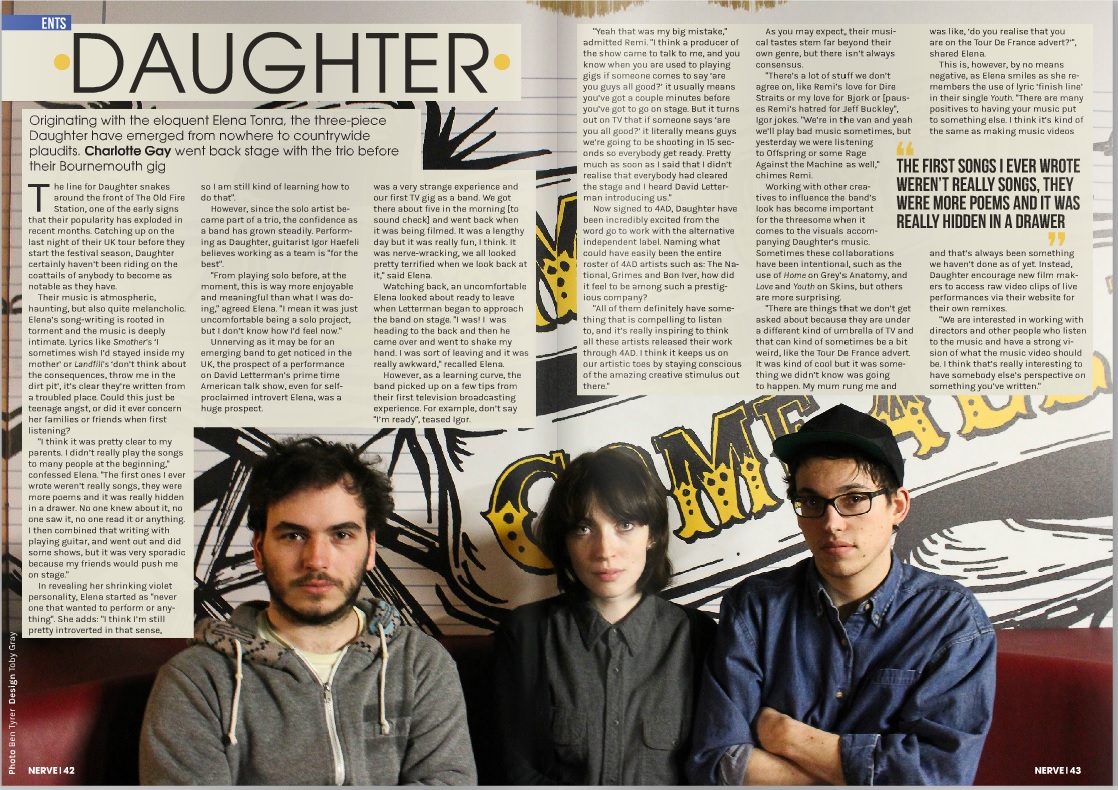 ENTS
DAUGHTER
Originating with the eloquent Elena Tonra, the three-piece
Daughter have emerged from nowhere to countrywide
plaudits. Charlotte Gay went back stage with the trio before
their Bournemouth gig
The line for Daughter snakes
around the front of The Old Fire
Station, one of the early signs
that their popularity has exploded in
recent months. Catching up on the
last night of their UK tour before they
start the festival season, Daughter
certainly haven't been riding on the
coattails of anybody to become as
notable as they have.
Their music is atmospheric,
haunting, but also quite melancholic.
Elena's song-writing is rooted in
torment and the music is deeply
intimate. Lyrics like Smother's 'I
sometimes wish I'd stayed inside my
mother' or Landfill's 'don't think about
the consequences, throw me in the
dirt pit', it's clear they're written from
a troubled place. Could this just be
teenage angst, or did it ever concern
her families or friends when first
listening?
"I think it was pretty clear to my
parents. I didn't really play the songs
to many people at the beginning,"
confessed Elena. "The first ones I ever
wrote weren't really songs, they were
more poems and it was really hidden
in a drawer. No one knew about it, no
one saw it, no one read it or anything.
I then combined that writing with
playing guitar, and went out and did
some shows, but it was very sporadic
because my friends would push me
on stage."
In revealing her shrinking violet
personality, Elena started as "never
one that wanted to perform or any-
thing". She adds: "I think I'm still
pretty introverted in that sense,
so I am still kind of learning how to
do that".
However, since the solo artist be-
came part of a trio, the confidence as
a band has grown steadily. Perform-
ing as Daughter, guitarist Igor Haefeli
believes working as a team is "for the
best".
"From playing solo before, at the
moment, this is way more enjoyable
and meaningful than what I was do-
ing," agreed Elena. "I mean it was just
uncomfortable being a solo project,
but I don't know how I'd feel now."
Unnerving as it may be for an
emerging band to get noticed in the
UK, the prospect of a performance
on David Letterman's prime time
American talk show, even for self-
proclaimed introvert Elena, was a
huge prospect.
was a very strange experience and
our first TV gig as a band. We got
there about five in the morning [to
sound check] and went back when
it was being filmed. It was a lengthy
day but it was really fun, I think. It
was nerve-wracking, we all looked
pretty terrified when we look back at
it," said Elena.
Watching back, an uncomfortable
Elena looked about ready to leave
when Letterman began to approach
the band on stage. "I was! I was
heading to the back and then he
came over and went to shake my
hand. I was sort of leaving and it was
really awkward," recalled Elena.
However, as a learning curve, the
band picked up on a few tips from
their first television broadcasting
experience. For example, don't say
"I'm ready", teased Igor.
"Yeah that was my big mistake,"
admitted Remi. "I think a producer of
the show came to talk to me, and you
know when you are used to playing
gigs if someone comes to say 'are
you guys all good?' it usually means
you've got a couple minutes before
you've got to go on stage. But it turns
out on TV that if someone says 'are
you all good?' it literally means guys
we're going to be shooting in 15 sec-
onds so everybody get ready. Pretty
much as soon as I said that I didn't
realise that everybody had cleared
the stage and I heard David Letter-
man introducing us."
Now signed to 4AD, Daughter have
been incredibly excited from the
word go to work with the alternative
independent label. Naming what
could have easily been the entire
roster of 4AD artists such as: The Na-
tional, Grimes and Bon Iver, how did
it feel to be among such a prestig-
ious company?
"All of them definitely have some-
thing that is compelling to listen
to, and it's really inspiring to think
all these artists released their work
through 4AD. I think it keeps us on
our artistic toes by staying conscious
of the amazing creative stimulus out
there."
As you may expect, their musi-
cal tastes stem far beyond their
own genre, but there isn't always
consensus.
"There's a lot of stuff we don't
agree on, like Remi's love for Dire
Straits or my love for Bjork or [paus-
es] Remi's hatred for Jeff Buckley",
Igor jokes. "We're in the van and yeah
we'll play bad music sometimes, but
yesterday we were listening
to Offspring or some Rage
Against the Machine as well,"
chimes Remi.
Working with other crea-
tives to influence the band's
look has become important
to the threesome when it
comes to the visuals accom-
panying Daughter's music.
Sometimes these collaborations
have been intentional, such as the
use of Home on Grey's Anatomy, and
Love and Youth on Skins, but others
are more surprising.
"There are things that we don't get
asked about because they are under
a different kind of umbrella of TV and
that can kind of sometimes be a bit
weird, like the Tour De France advert.
It was kind of cool but it was some-
thing we didn't know was going
to happen. My mum rung me and
was like, 'do you realise that you
are on the Tour De France advert?'",
shared Elena.
This is, however, by no means
negative, as Elena smiles as she re-
members the use of lyric 'finish line'
in their single Youth. "There are many
positives to having your music put
to something else. I think it's kind of
the same as making music videos
“
THE FIRST SONGS I EVER WROTE
WEREN'T REALLY SONGS, THEY
WERE MORE POEMS AND IT WAS
REALLY HIDDEN IN A DRAWER
”
and that's always been something
we haven't done as of yet. Instead,
Daughter encourage new film mak-
ers to access raw video clips of live
performances via their website for
their own remixes.
"We are interested in working with
directors and other people who listen
to the music and have a strong vi-
sion of what the music video should
be. I think that's really interesting to
have somebody else's perspective on
something you've written."
COME
Photo Ben Tyrer Design Toby Gray
NERVE | 42
NERVE | 43